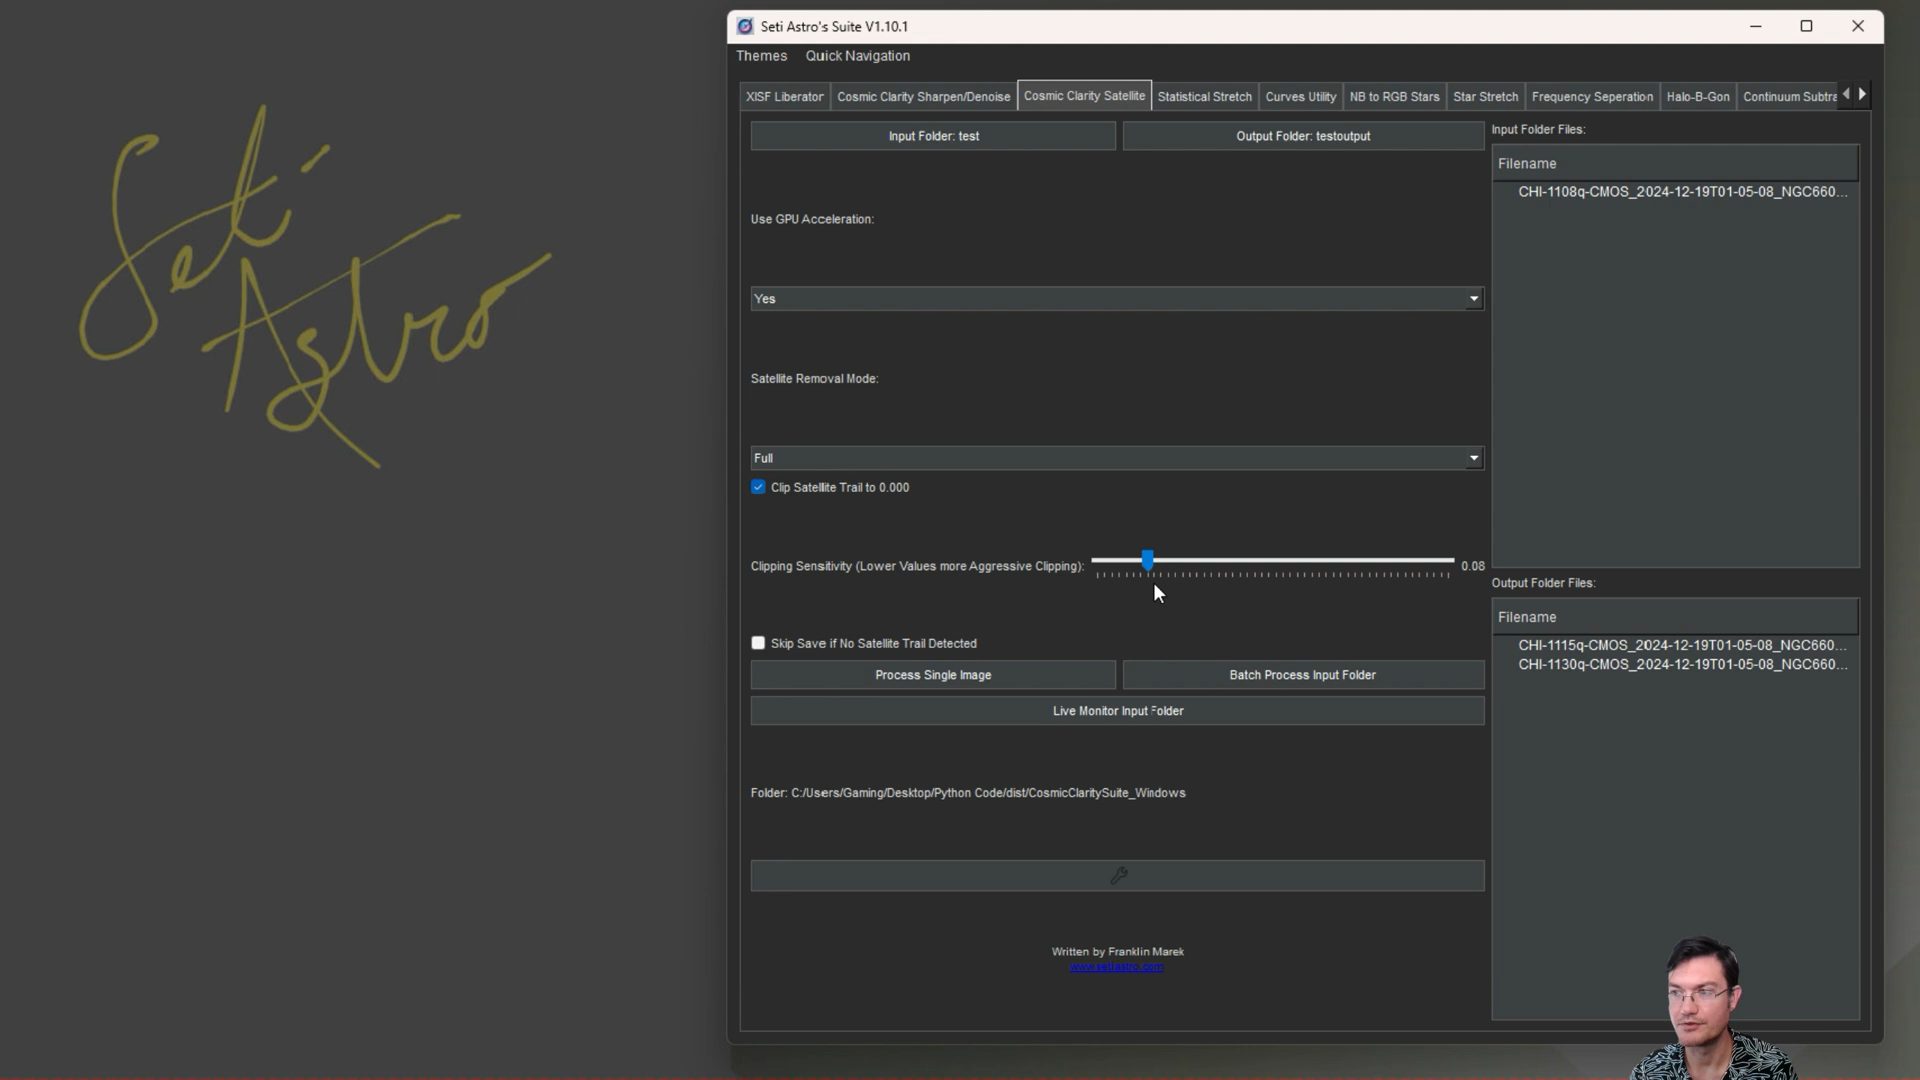 Seti
Astro
Seti Astro's Suite V1.10.1
Themes Quick Navigation
XISF Liberator Cosmic Clarity Sharpen/Denoise Cosmic Clarity Satellite Statistical Stretch Curves Utility NB to RGB Stars Star Stretch Frequency Seperation Halo-B-Gon Continuum Subtra
Input Folder: test Output Folder: testoutput
Input Folder Files:
Filename
CHI-1108q-CMOS_2024-12-19T01-05-08_NGC660...
Use GPU Acceleration:
Yes
Satellite Removal Mode:
Full
Clip Satellite Trail to 0.000
Clipping Sensitivity (Lower Values more Aggressive Clipping): 0.08
Output Folder Files:
Filename
CHI-1115q-CMOS_2024-12-19T01-05-08_NGC660...
CHI-1130q-CMOS_2024-12-19T01-05-08_NGC660...
Skip Save if No Satellite Trail Detected
Process Single Image Batch Process Input Folder
Live Monitor Input Folder
Folder: C:/Users/Gaming/Desktop/Python Code/dist/CosmicClaritySuite_Windows
Written by Franklin Marek
www.setiastro.com